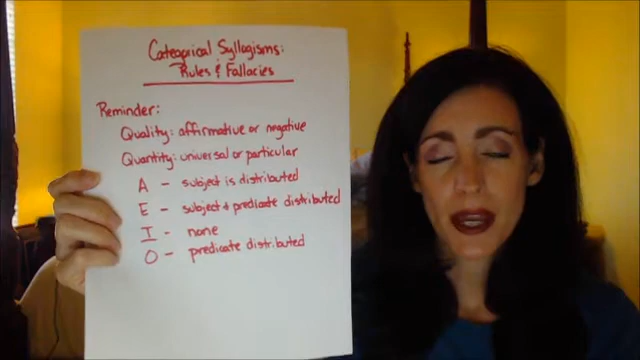 Categorical Syllogisms:
Rules & Fallacies
Reminder:
Quality: affirmative or negative
Quantity: universal or particular
A - subject is distributed
E - subject & predicate distributed
I - none
O - predicate distributed